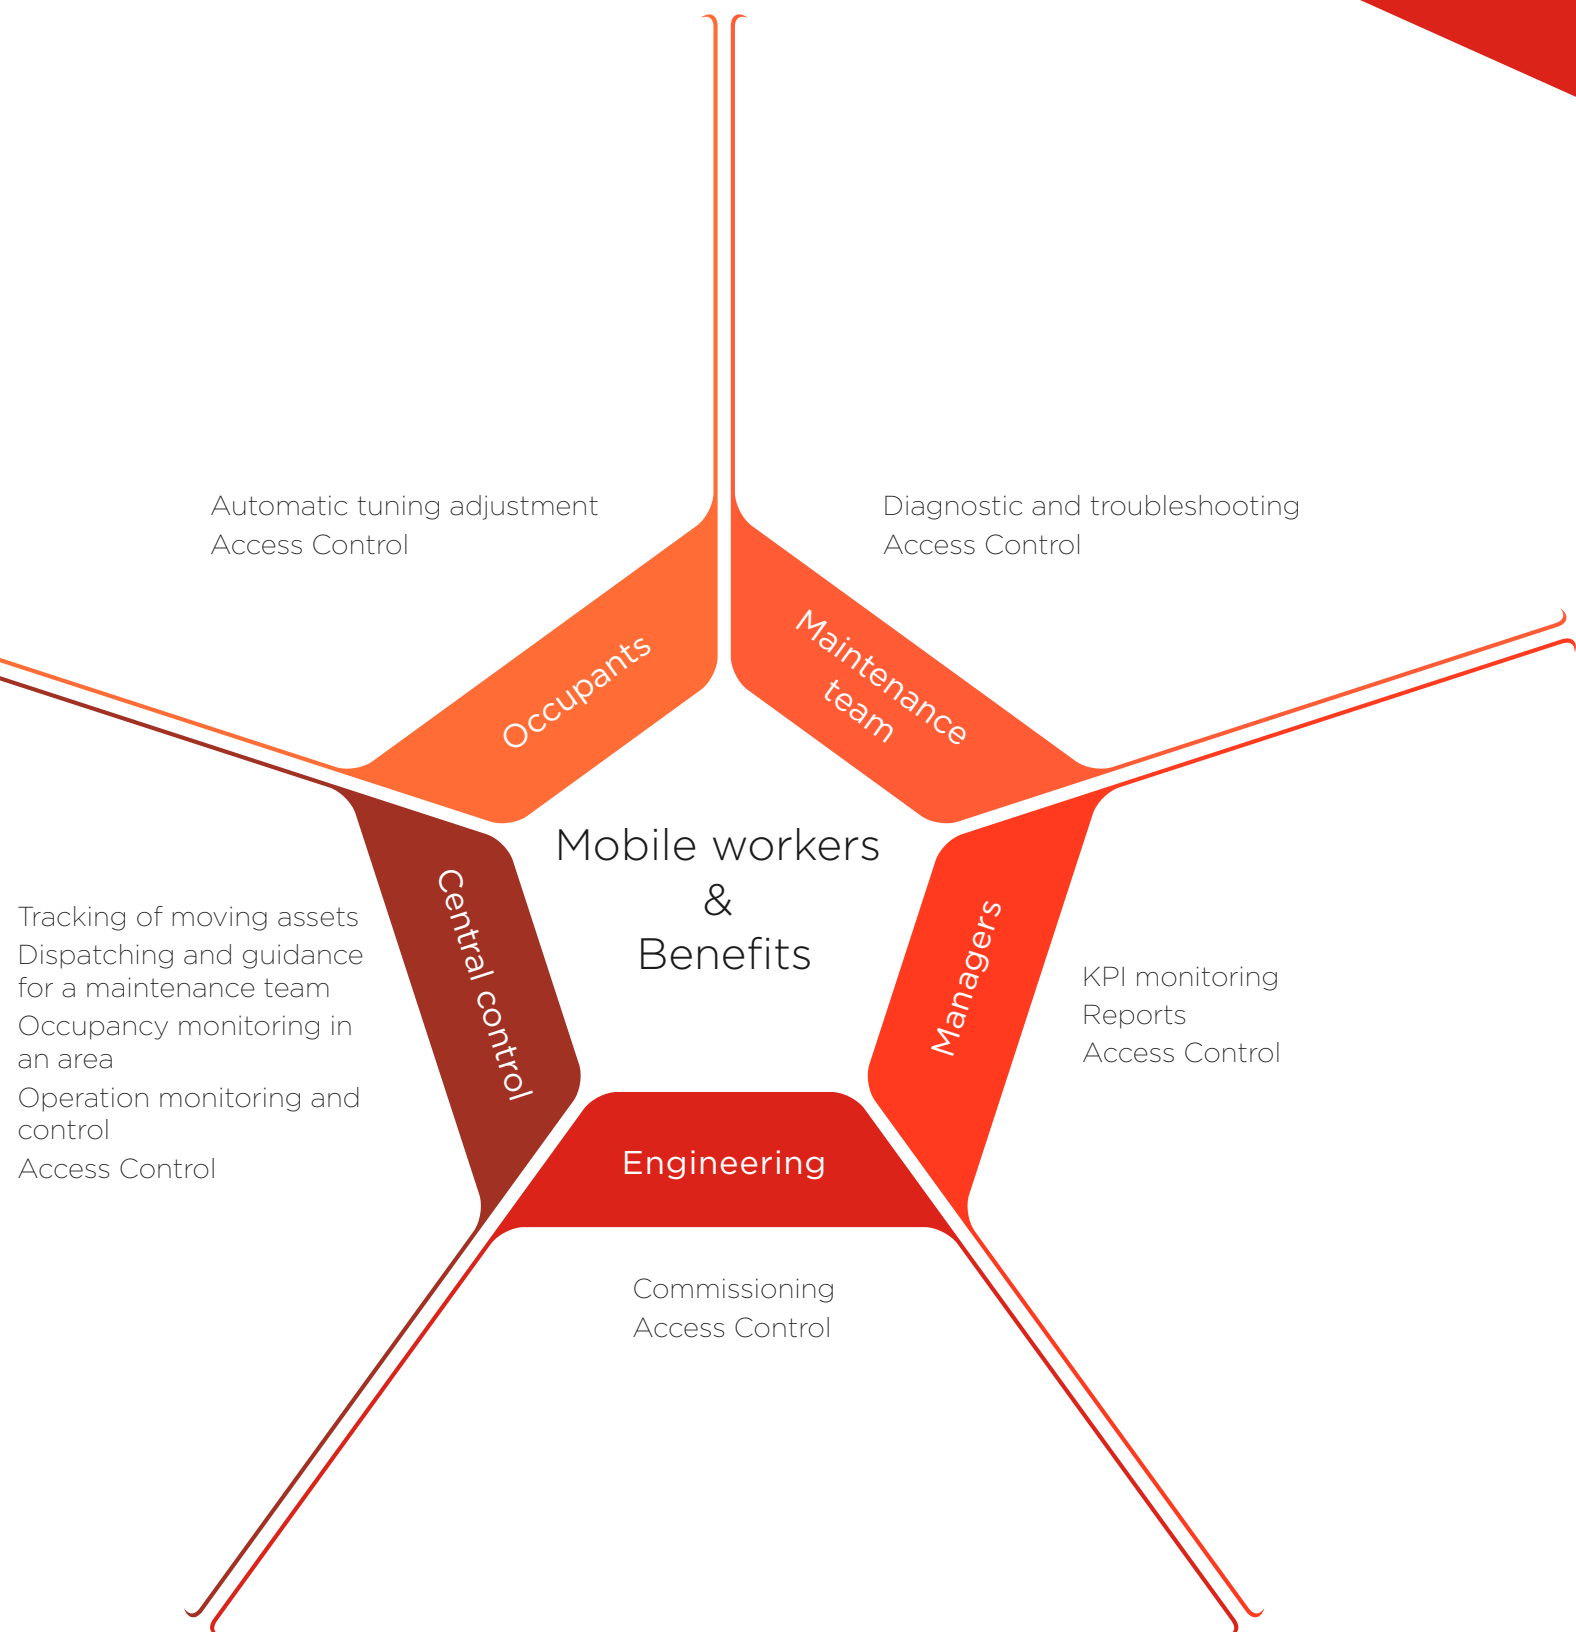 Automatic tuning adjustment
Access Control
Diagnostic and troubleshooting
Access Control
Occupants
Maintenance
team
Mobile workers
&
Benefits
Central control
Tracking of moving assets
Dispatching and guidance
for a maintenance team
Occupancy monitoring in
an area
Operation monitoring and
control
Access Control
Managers
KPI monitoring
Reports
Access Control
Engineering
Commissioning
Access Control